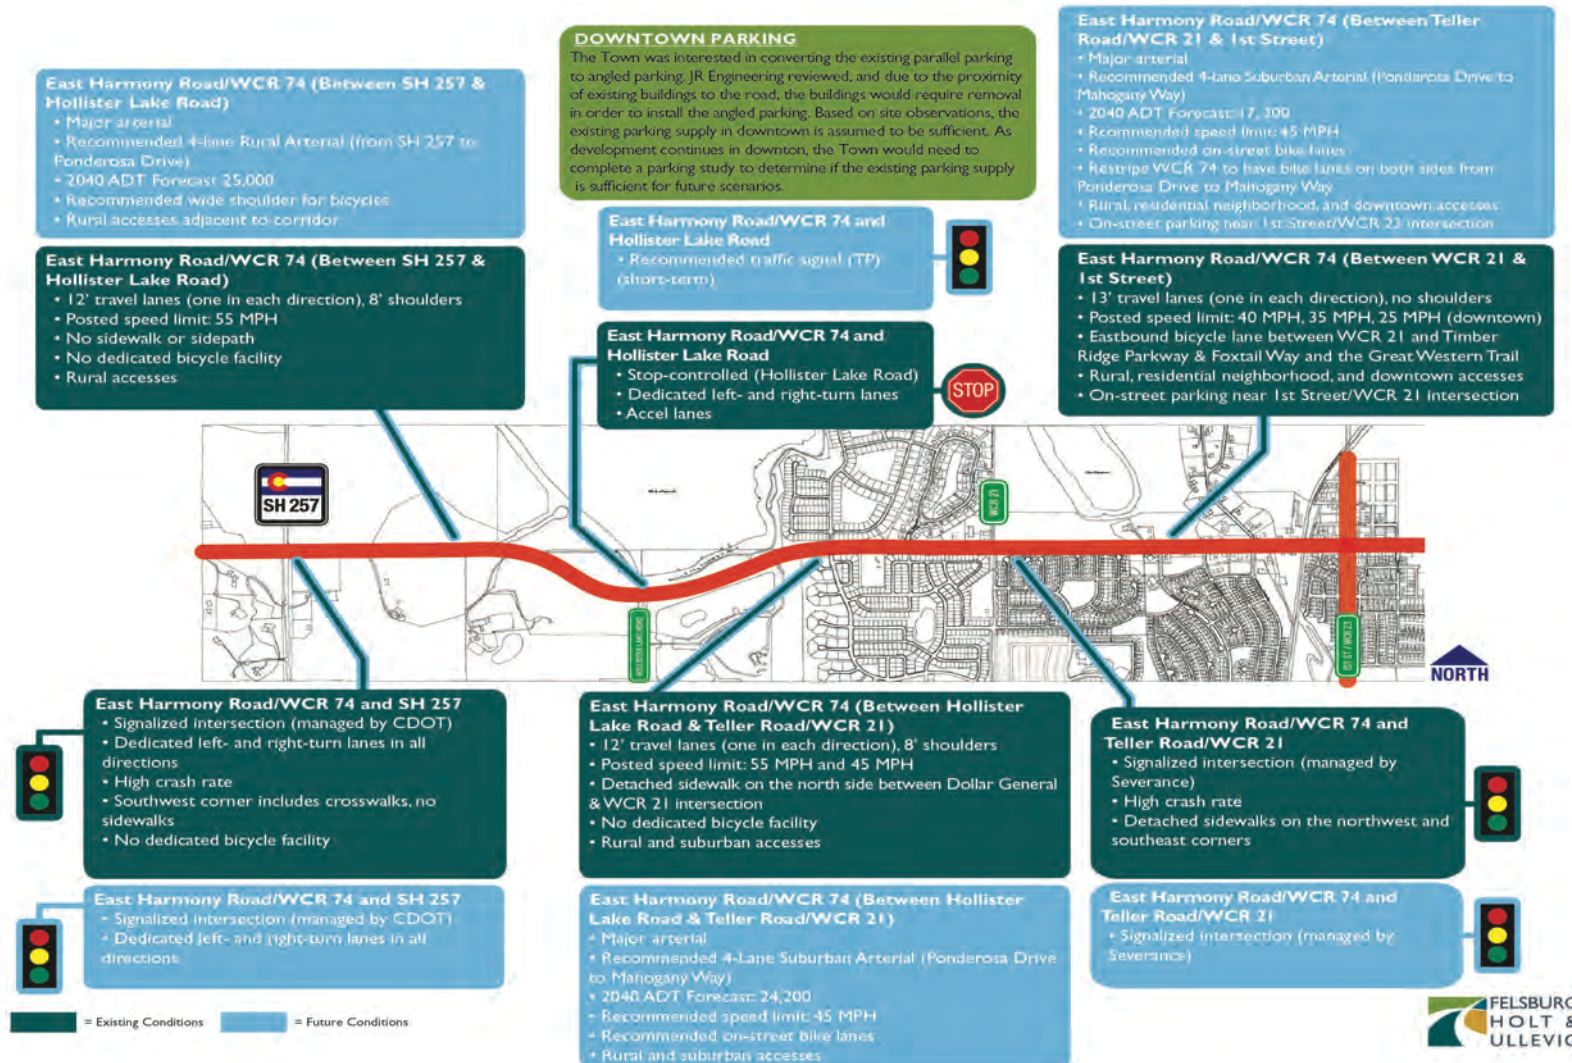 DOWNTOWN PARKING
The Town was interested in converting the existing parallel parking
to angled parking. JR Engineering reviewed, and due to the proximity
of existing buildings to the road, the buildings would require removal
in order to install the angled parking. Based on site observations, the
existing parking supply in downtown is assumed to be sufficient. As
development continues in downton, the Town would need to
complete a parking study to determine if the existing parking supply
is sufficient for future scenarios.
East Harmony Road/WCR 74 (Between SH 257 &
Hollister Lake Road)
• Major arterial
• Recommended 4-lane Rural Arterial (from SH 257 to
Ponderosa Drive)
• 2040 ADT Forecast 25,000
• Recommended wide shoulder for bicycles
• Rural accesses adjacent to corridor
East Harmony Road/WCR 74 (Between SH 257 &
Hollister Lake Road)
• 12' travel lanes (one in each direction), 8' shoulders
• Posted speed limit: 55 MPH
• No sidewalk or sidepath
• No dedicated bicycle facility
• Rural accesses
East Harmony Road/WCR 74 and
Hollister Lake Road
• Recommended traffic signal (TP)
(short-term)
East Harmony Road/WCR 74 and
Hollister Lake Road
• Stop-controlled (Hollister Lake Road)
• Dedicated left- and right-turn lanes
• Accel lanes
STOP
East Harmony Road/WCR 74 (Between Teller
Road/WCR 21 & 1st Street)
• Major arterial
• Recommended 4-lane Suburban Arterial (Ponderosa Drive to
Mahogany Way)
• 2040 ADT Forecast: 17,300
• Recommended speed limit: 45 MPH
• Recommended on-street bike lanes
• Restripe WCR 74 to have bike lanes on both sides from
Ponderosa Drive to Mahogany Way
• Rural, residential neighborhood, and downtown accesses
• On-street parking near 1st Street/WCR 23 intersection
East Harmony Road/WCR 74 (Between WCR 21 &
1st Street)
• 13' travel lanes (one in each direction), no shoulders
• Posted speed limit: 40 MPH, 35 MPH, 25 MPH (downtown)
• Eastbound bicycle lane between WCR 21 and Timber
Ridge Parkway & Foxtail Way and the Great Western Trail
• Rural, residential neighborhood, and downtown accesses
• On-street parking near 1st Street/WCR 21 intersection
SH 257
WCR 21
HOLLISTER LAKE ROAD
1ST ST / WCR 23
NORTH
East Harmony Road/WCR 74 and SH 257
• Signalized intersection (managed by CDOT)
• Dedicated left- and right-turn lanes in all
directions
• High crash rate
• Southwest corner includes crosswalks, no
sidewalks
• No dedicated bicycle facility
East Harmony Road/WCR 74 and SH 257
• Signalized intersection (managed by CDOT)
• Dedicated left- and right-turn lanes in all
directions
East Harmony Road/WCR 74 (Between Hollister
Lake Road & Teller Road/WCR 21)
• 12' travel lanes (one in each direction), 8' shoulders
• Posted speed limit: 55 MPH and 45 MPH
• Detached sidewalk on the north side between Dollar General
& WCR 21 intersection
• No dedicated bicycle facility
• Rural and suburban accesses
East Harmony Road/WCR 74 (Between Hollister
Lake Road & Teller Road/WCR 21)
• Major arterial
• Recommended 4-Lane Suburban Arterial (Ponderosa Drive
to Mahogany Way)
• 2040 ADT Forecast: 24,200
• Recommended speed limit: 45 MPH
• Recommended on-street bike lanes
• Rural and suburban accesses
East Harmony Road/WCR 74 and
Teller Road/WCR 21
• Signalized intersection (managed by
Severance)
• High crash rate
• Detached sidewalks on the northwest and
southeast corners
East Harmony Road/WCR 74 and
Teller Road/WCR 21
• Signalized intersection (managed by
Severance)
= Existing Conditions
= Future Conditions
FELSBURG
HOLT &
ULLEVIG